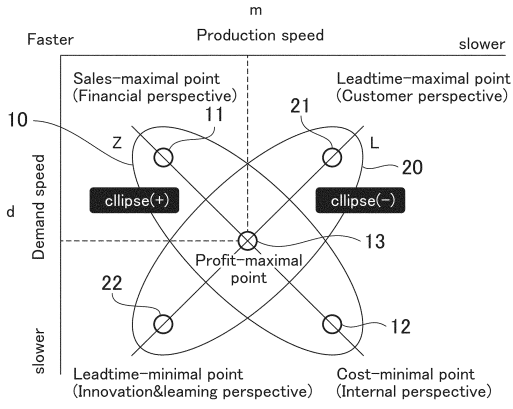 m
Production speed
Faster
slower
Sales-maximal point
(Financial perspective)
Leadtime-maximal point
(Customer perspective)
10
11
21
Z
L
20
cllipse(+)
cllipse(-)
d
Demand speed
13
Profit-maximal
point
22
12
slower
Leadtime-minimal point
(Innovation&leaming perspective)
Cost-minimal point
(Internal perspective)